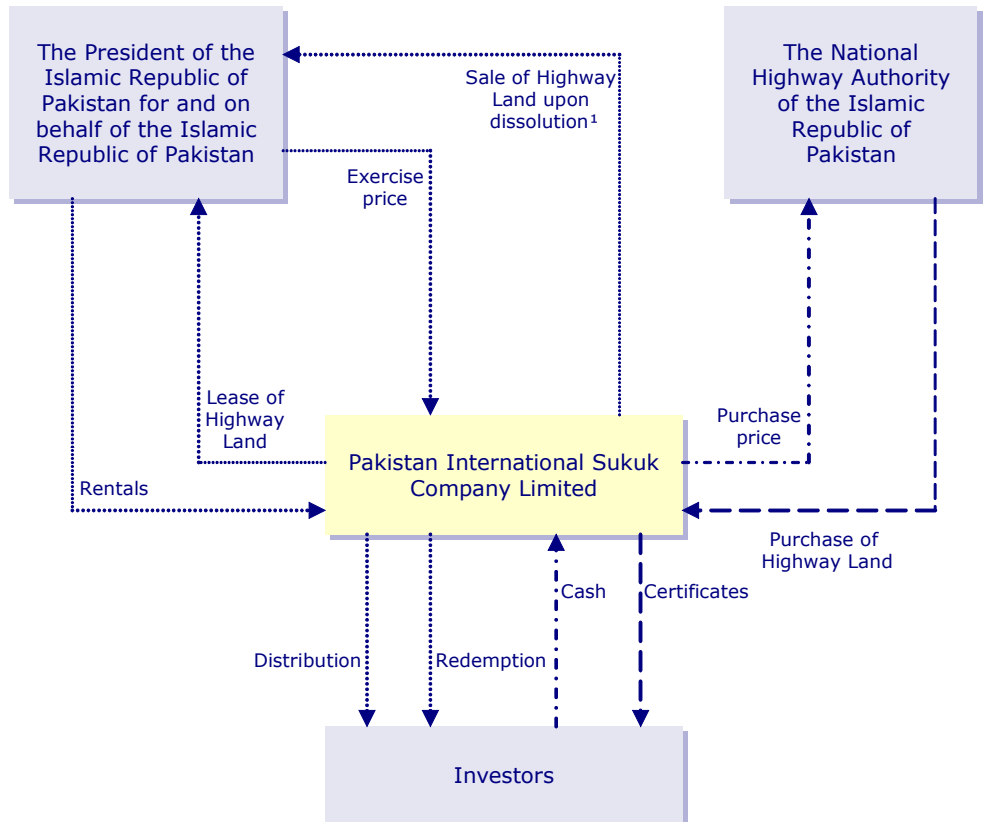 The President of the
Islamic Republic of
Pakistan for and on
behalf of the Islamic
Republic of Pakistan
Sale of Highway
Land upon
dissolution¹
The National
Highway Authority
of the Islamic
Republic of
Pakistan
Exercise
price
Lease of
Highway
Land
Purchase
price
Pakistan International Sukuk
Company Limited
Rentals
Purchase of
Highway Land
Cash
Certificates
Distribution
Redemption
Investors